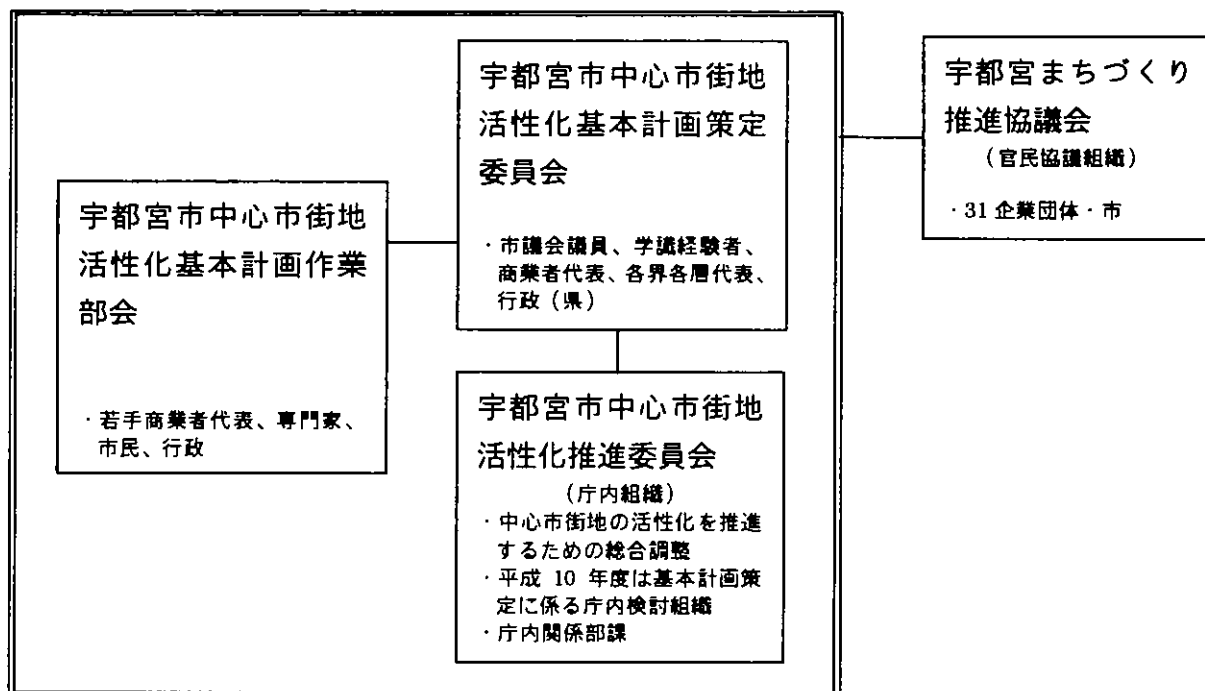 宇都宮市中心市街地
活性化基本計画策定
委員会
・市議会議員、学識経験者、
商業者代表、各界各層代表、
行政（県）
宇都宮まちづくり
推進協議会
（官民協議組織）
・31 企業団体・市
宇都宮市中心市街地
活性化基本計画作業
部会
・若手商業者代表、専門家、
市民、行政
宇都宮市中心市街地
活性化推進委員会
（庁内組織）
・中心市街地の活性化を推進
するための総合調整
・平成 10 年度は基本計画策
定に係る庁内検討組織
・庁内関係部課